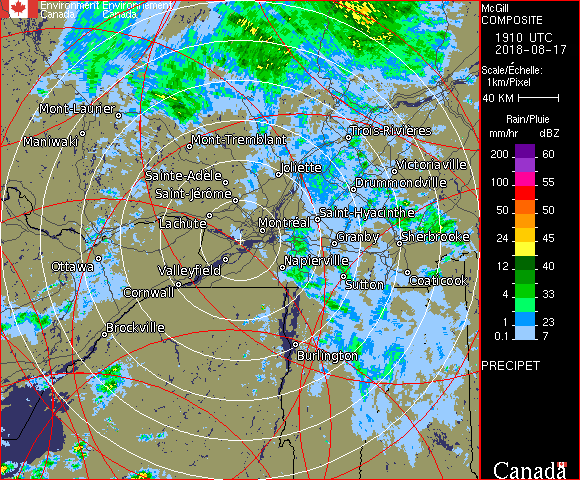 Environment Environnement
Canada Canada
Mont-Laurier
Maniwaki
Mont-Tremblant
Trois-Rivières
Sainte-Adèle
Joliette
Victoriaville
Saint-Jérôme
Drummondville
Lachute
Montréal
Saint-Hyacinthe
Granby
Sherbrooke
Ottawa
Valleyfield
Napierville
Cornwall
Sutton
Coaticook
Brockville
Burlington
McGill
COMPOSITE
1910 UTC
2018-08-17
Scale/Échelle:
1km/Pixel
40 KM
Rain/Pluie
mm/hr dBZ
200 60
100 55
50 50
24 45
12 40
4 33
1 23
0.1 7
PRECIPET
Canada